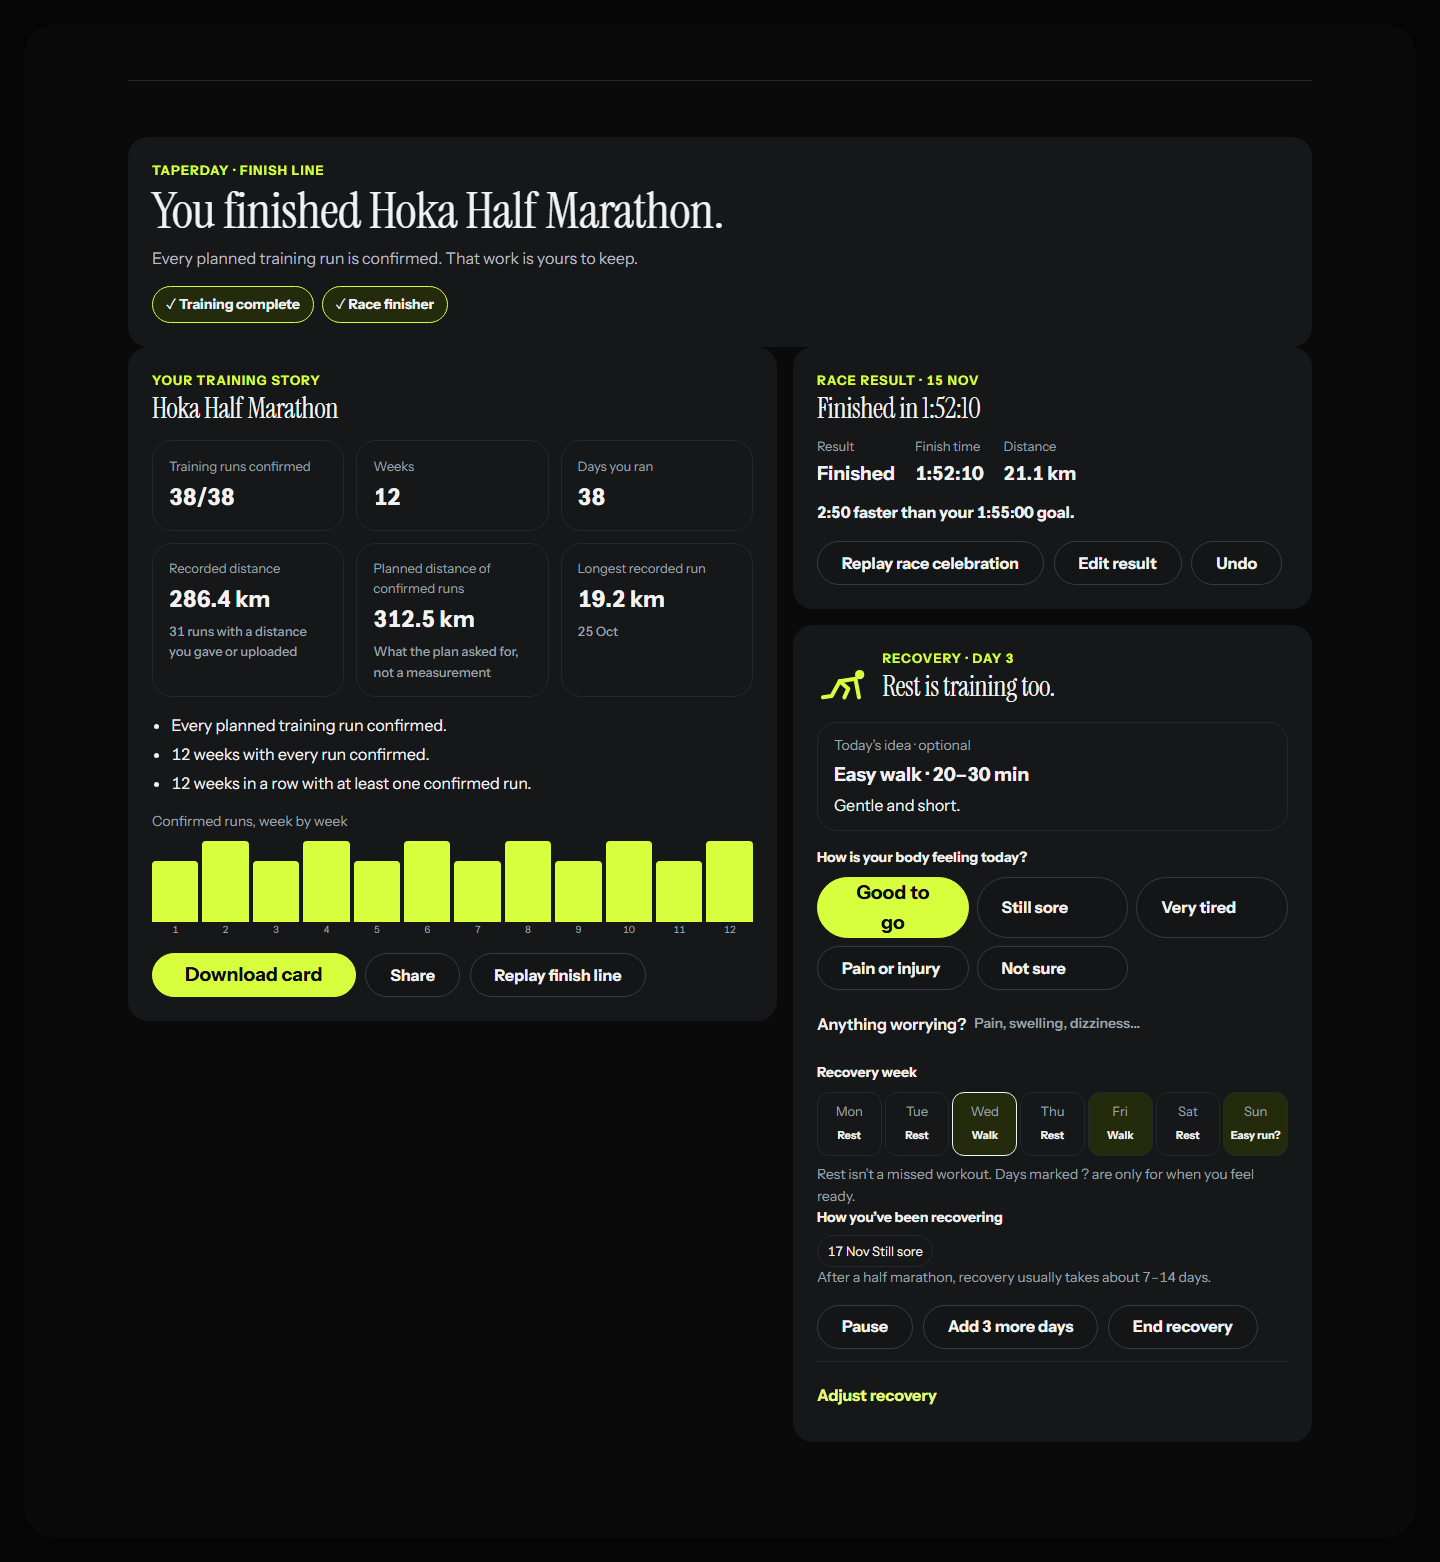 TAPERDAY · FINISH LINE
You finished Hoka Half Marathon.
Every planned training run is confirmed. That work is yours to keep.
✓ Training complete
✓ Race finisher
YOUR TRAINING STORY
Hoka Half Marathon
Training runs confirmed
38/38
Weeks
12
Days you ran
38
Recorded distance
286.4 km
31 runs with a distance
you gave or uploaded
Planned distance of
confirmed runs
312.5 km
What the plan asked for,
not a measurement
Longest recorded run
19.2 km
25 Oct
• Every planned training run confirmed.
• 12 weeks with every run confirmed.
• 12 weeks in a row with at least one confirmed run.
Confirmed runs, week by week
1 2 3 4 5 6 7 8 9 10 11 12
Download card
Share
Replay finish line
RACE RESULT · 15 NOV
Finished in 1:52:10
Result
Finished
Finish time
1:52:10
Distance
21.1 km
2:50 faster than your 1:55:00 goal.
Replay race celebration
Edit result
Undo
RECOVERY · DAY 3
Rest is training too.
Today's idea · optional
Easy walk · 20–30 min
Gentle and short.
How is your body feeling today?
Good to
go
Still sore
Very tired
Pain or injury
Not sure
Anything worrying? Pain, swelling, dizziness...
Recovery week
Mon
Rest
Tue
Rest
Wed
Walk
Thu
Rest
Fri
Walk
Sat
Rest
Sun
Easy run?
Rest isn't a missed workout. Days marked ? are only for when you feel
ready.
How you've been recovering
17 Nov Still sore
After a half marathon, recovery usually takes about 7–14 days.
Pause
Add 3 more days
End recovery
Adjust recovery